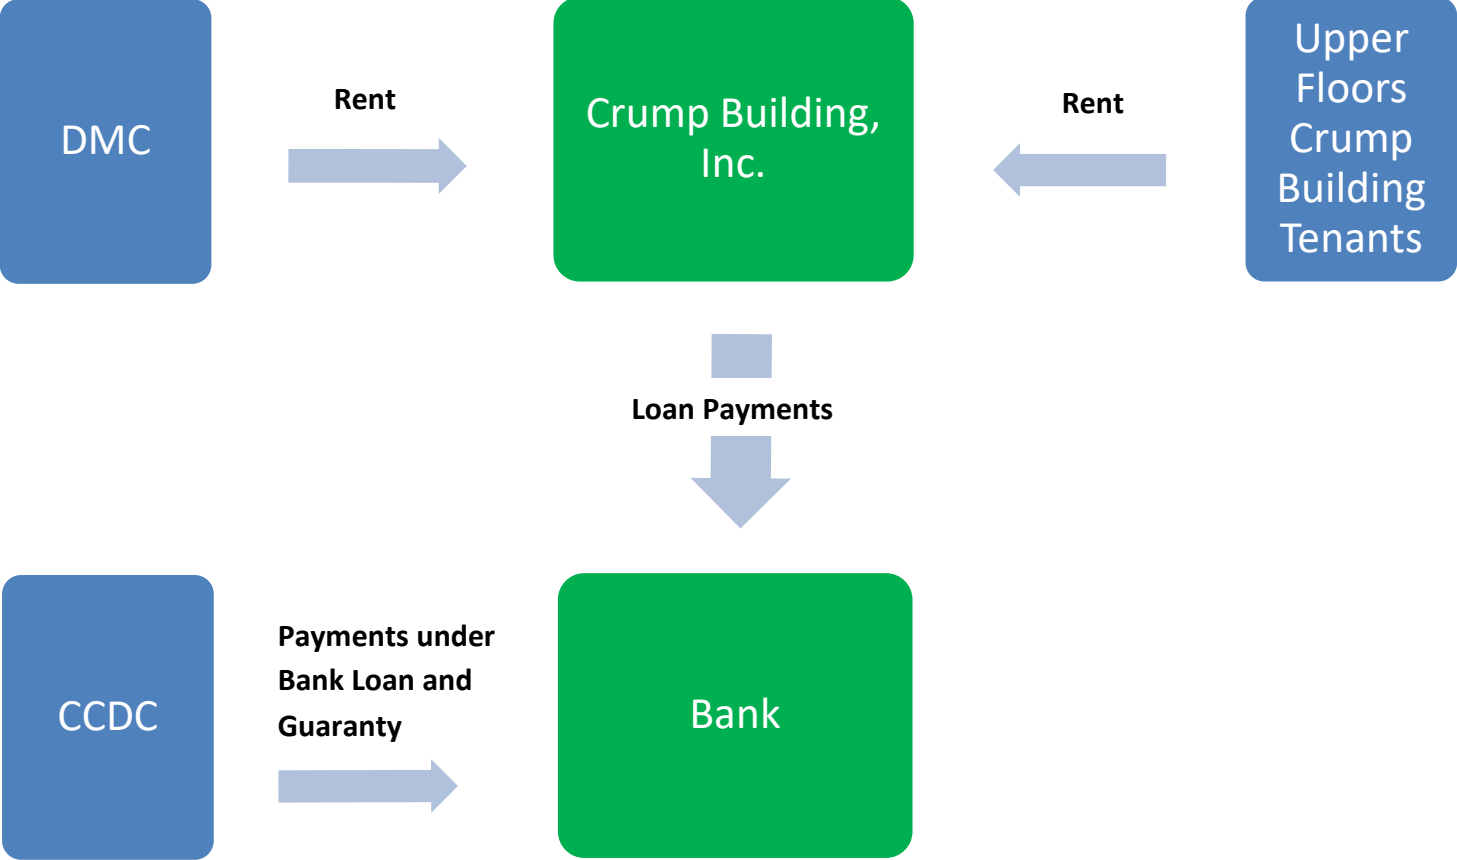 DMC
Rent
Crump Building,
Inc.
Rent
Upper
Floors
Crump
Building
Tenants
Loan Payments
CCDC
Payments under
Bank Loan and
Guaranty
Bank